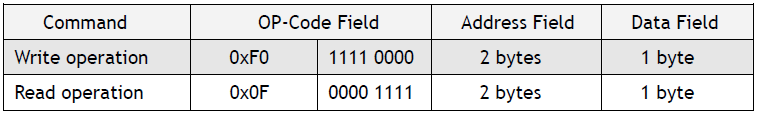 Command OP-Code Field Address Field Data Field
Write operation 0xF0 1111 0000 2 bytes 1 byte
Read operation 0x0F 0000 1111 2 bytes 1 byte